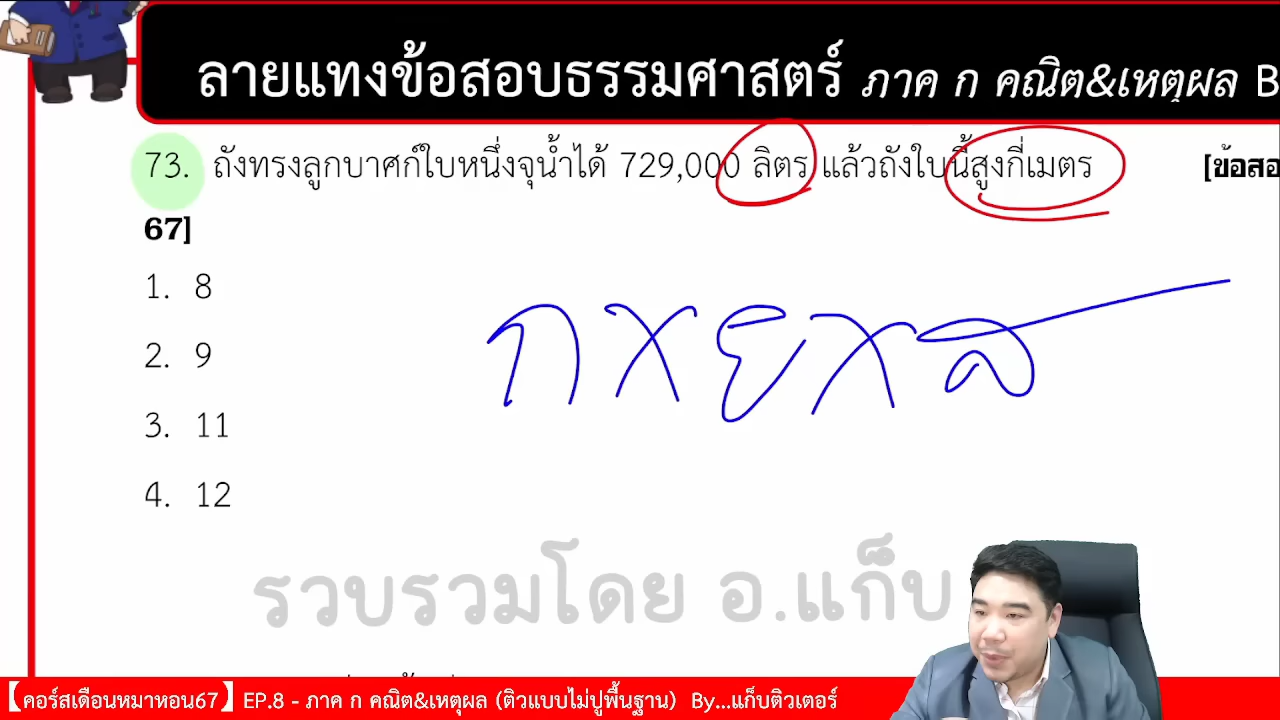 ลายแทงข้อสอบธรรมศาสตร์ ภาค ก คณิต&เหตุผล B
73. ถังทรงลูกบาศก์ใบหนึ่งจุน้ำได้ 729,000 ลิตร แล้วถังใบนี้สูงกี่เมตร [ข้อสอ
67]
1. 8
ก x ย x ส
2. 9
3. 11
4. 12
รวบรวมโดย อ.แก็บ
【คอร์สเดือนหมาหอน67】EP.8 - ภาค ก คณิต&เหตุผล (ติวแบบไม่ปูพื้นฐาน) By...แก็บติวเตอร์